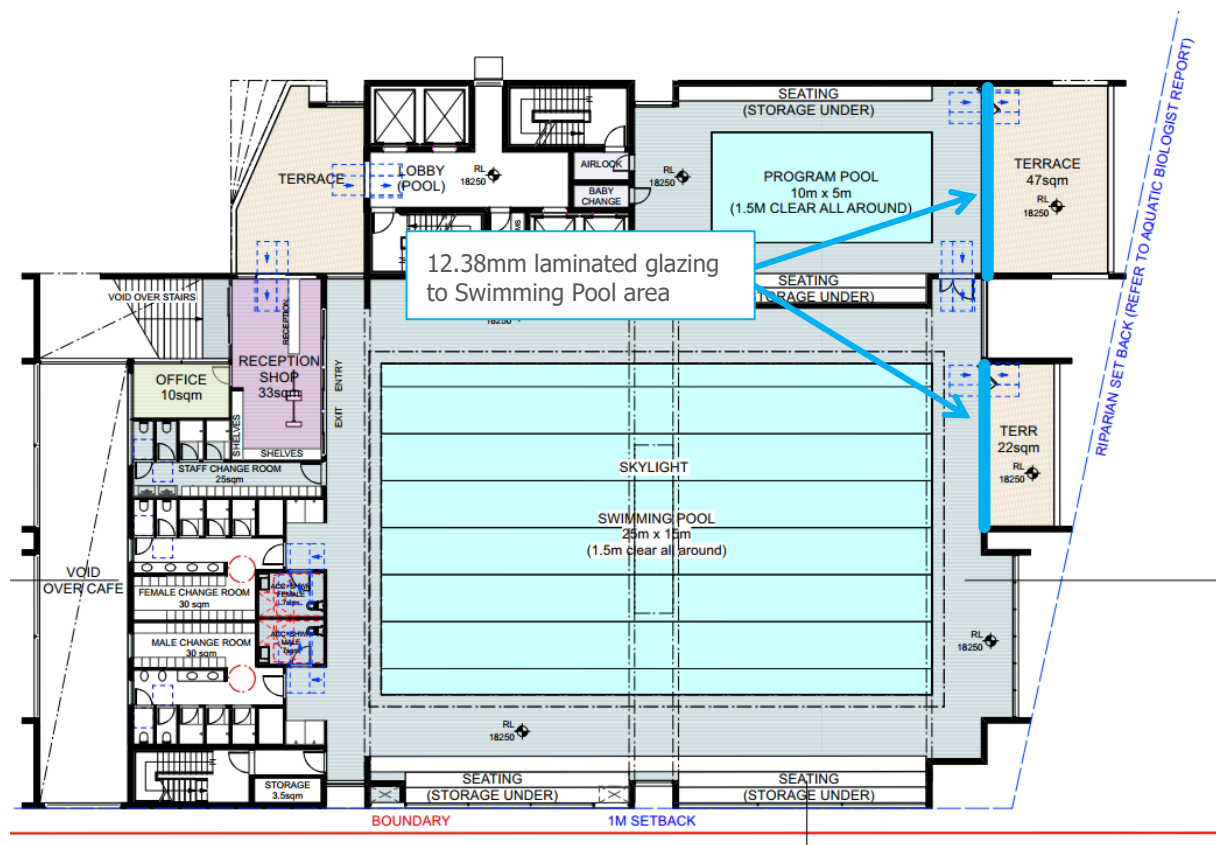 SEATING
(STORAGE UNDER)
TERRACE
LOBBY
(POOL)
RL
18250
AIRLOCK
BABY
CHANGE
RL
18250
PROGRAM POOL
10m x 5m
(1.5M CLEAR ALL AROUND)
TERRACE
47sqm
RL
18250
RIPARIAN SET BACK (REFER TO AQUATIC BIOLOGIST REPORT)
12.38mm laminated glazing
to Swimming Pool area
SEATING
(STORAGE UNDER)
18250
VOID OVER STAIRS
RECEPTION
RECEPTION
SHOP
33sqm
OFFICE
10sqm
SHELVES
SHELVES
ENTRY
EXIT
STAFF CHANGE ROOM
25sqm
TERR
22sqm
RL
18250
SKYLIGHT
SWIMMING POOL
25m x 15m
(1.5m clear all around)
VOID
OVER CAFE
FEMALE CHANGE ROOM
30 sqm
FEMALE
MALE CHANGE ROOM
30 sqm
MALE
RL
18250
RL
18250
STORAGE
3.5sqm
SEATING
(STORAGE UNDER)
SEATING
(STORAGE UNDER)
BOUNDARY
1M SETBACK